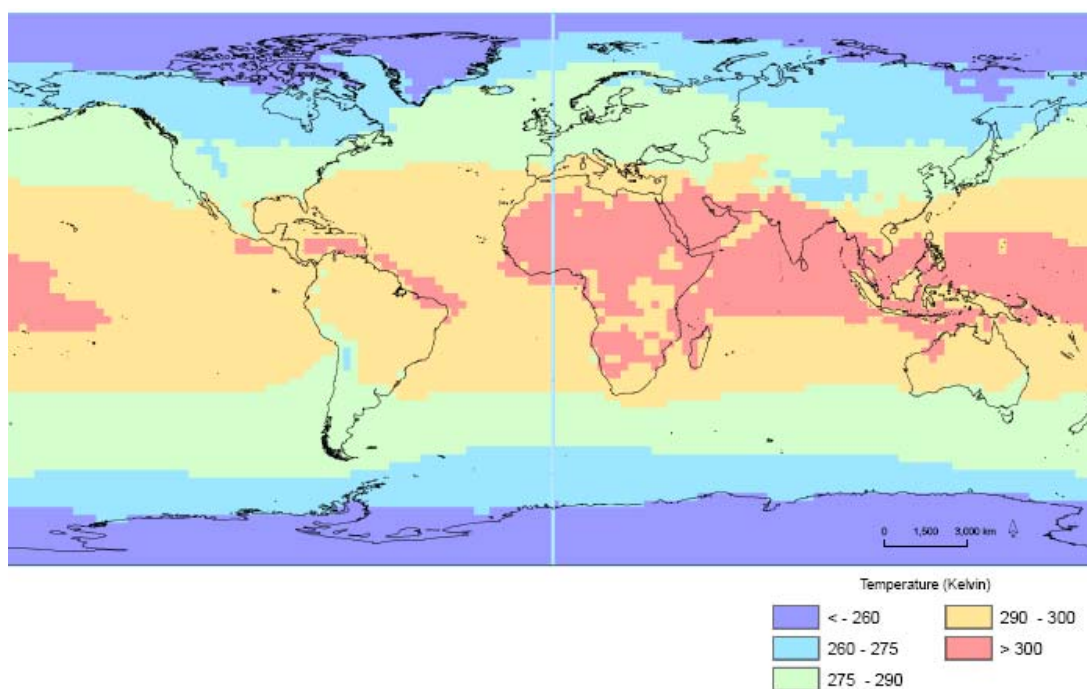 0 1,500 3,000 km
Temperature (Kelvin)
< - 260
260 - 275
275 - 290
290 - 300
> 300